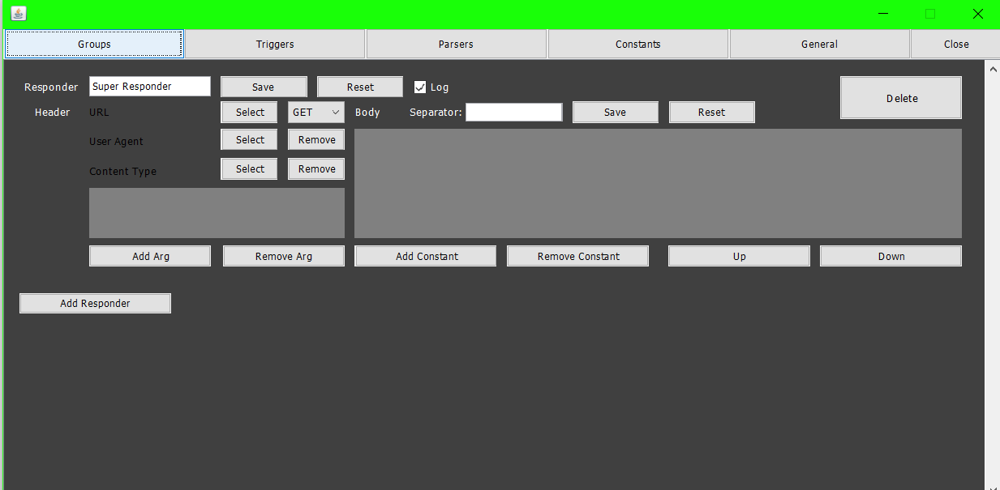 Groups Triggers Parsers Constants General Close
Responder Super Responder Save Reset Log Delete
Header URL Select GET Body Separator: Save Reset
User Agent Select Remove
Content Type Select Remove
Add Arg Remove Arg Add Constant Remove Constant Up Down
Add Responder